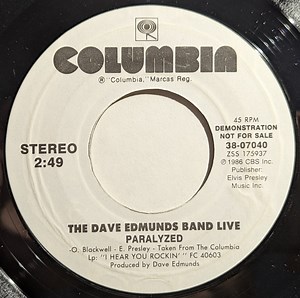 COLUMBIA
® "Columbia," Marcas Reg.
45 RPM
DEMONSTRATION
NOT FOR SALE
38-07040
ZSS 175937
℗ 1986 CBS Inc.
Publisher:
Elvis Presley
Music Inc.
STEREO
2:49
THE DAVE EDMUNDS BAND LIVE
PARALYZED
-O. Blackwell - E. Presley - Taken From The Columbia
Lp: "I HEAR YOU ROCKIN' " FC 40603
Produced by Dave Edmunds